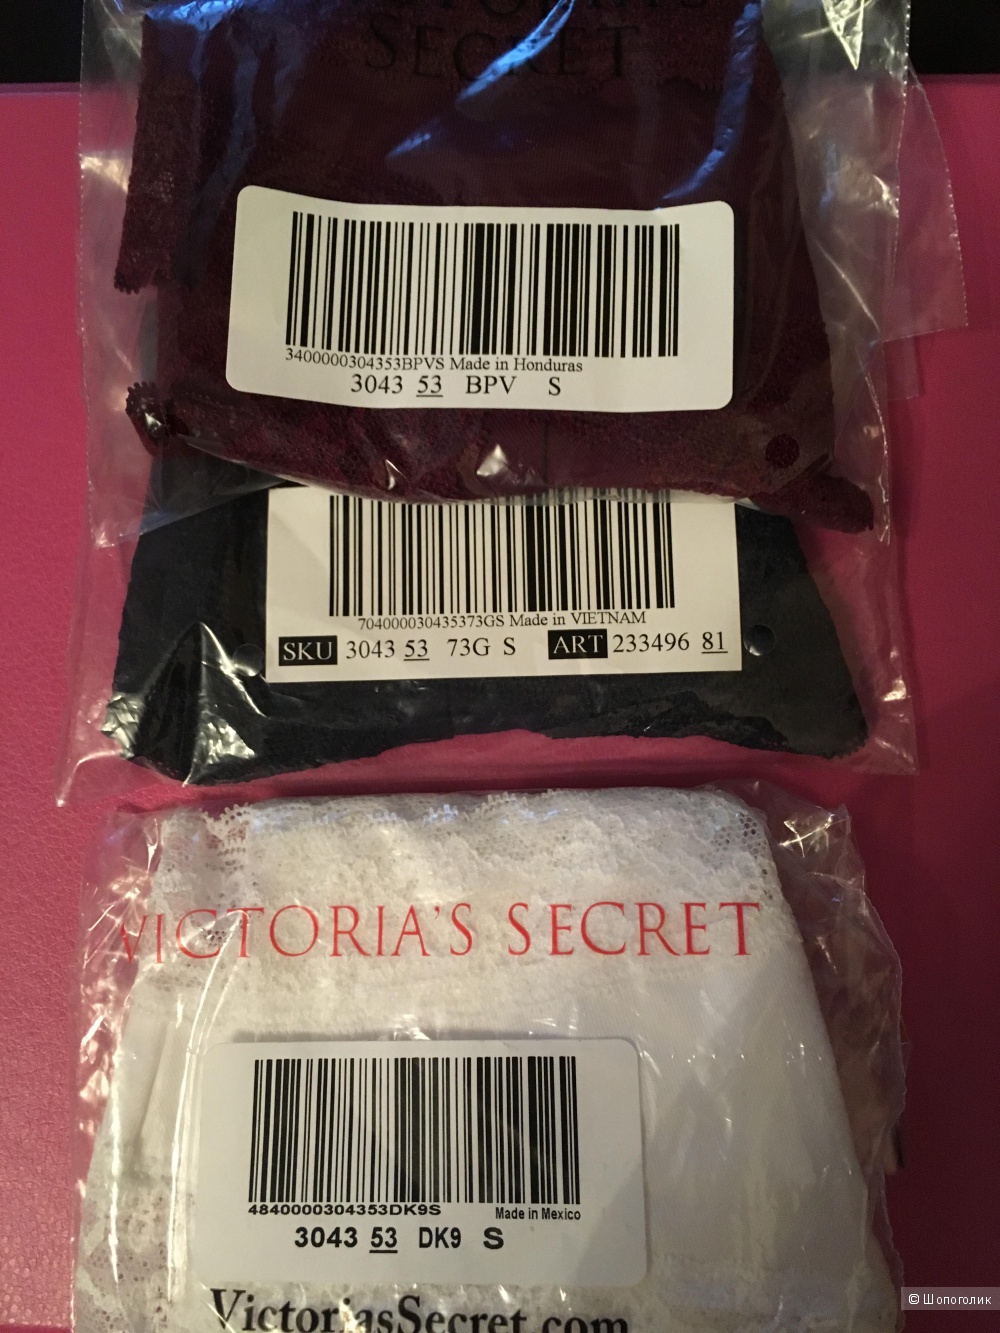 SECRET
3400000304353BPVS Made in Honduras
3043 53 BPV S
704000030435373GS Made in VIETNAM
SKU 3043 53 73G S ART 233496 81
VICTORIA'S SECRET
4840000304353DK9S Made in Mexico
3043 53 DK9 S
VictoriasSecret.com
© Шопоголик